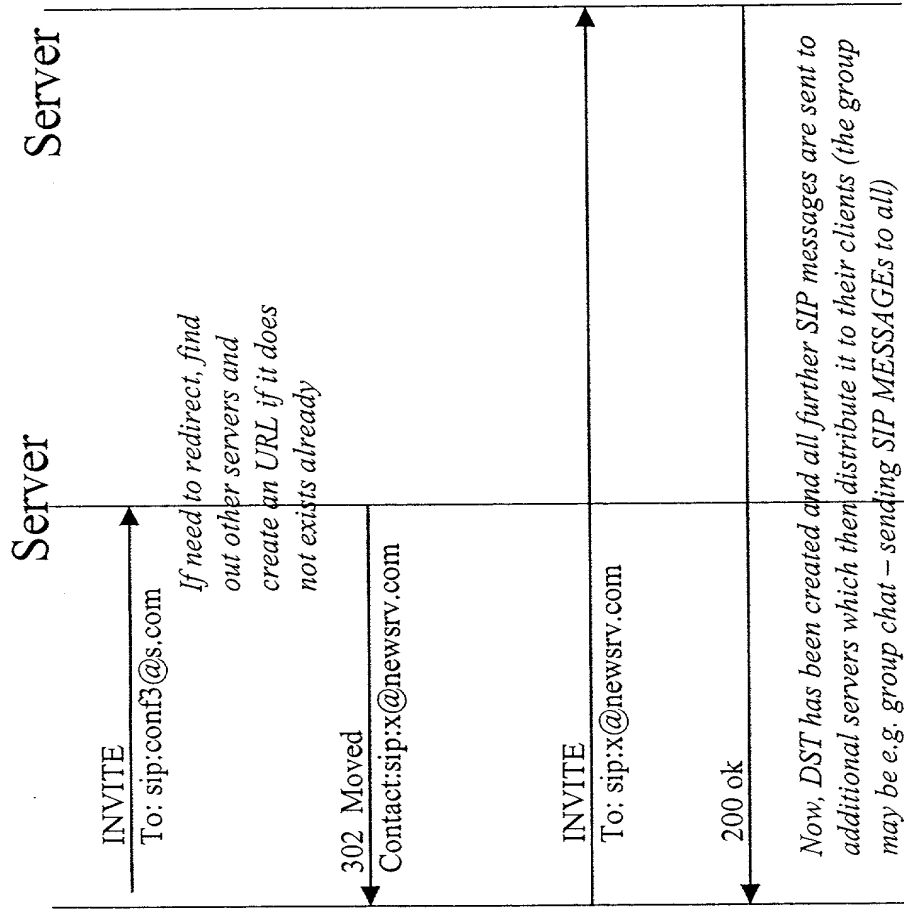 Server
Server
INVITE
To: sip:conf3@s.com
If need to redirect, find
out other servers and
create an URL if it does
not exists already
302 Moved
Contact:sip:x@newsrv.com
INVITE
To: sip:x@newsrv.com
200 ok
Now, DST has been created and all further SIP messages are sent to
additional servers which then distribute it to their clients (the group
may be e.g. group chat – sending SIP MESSAGEs to all)